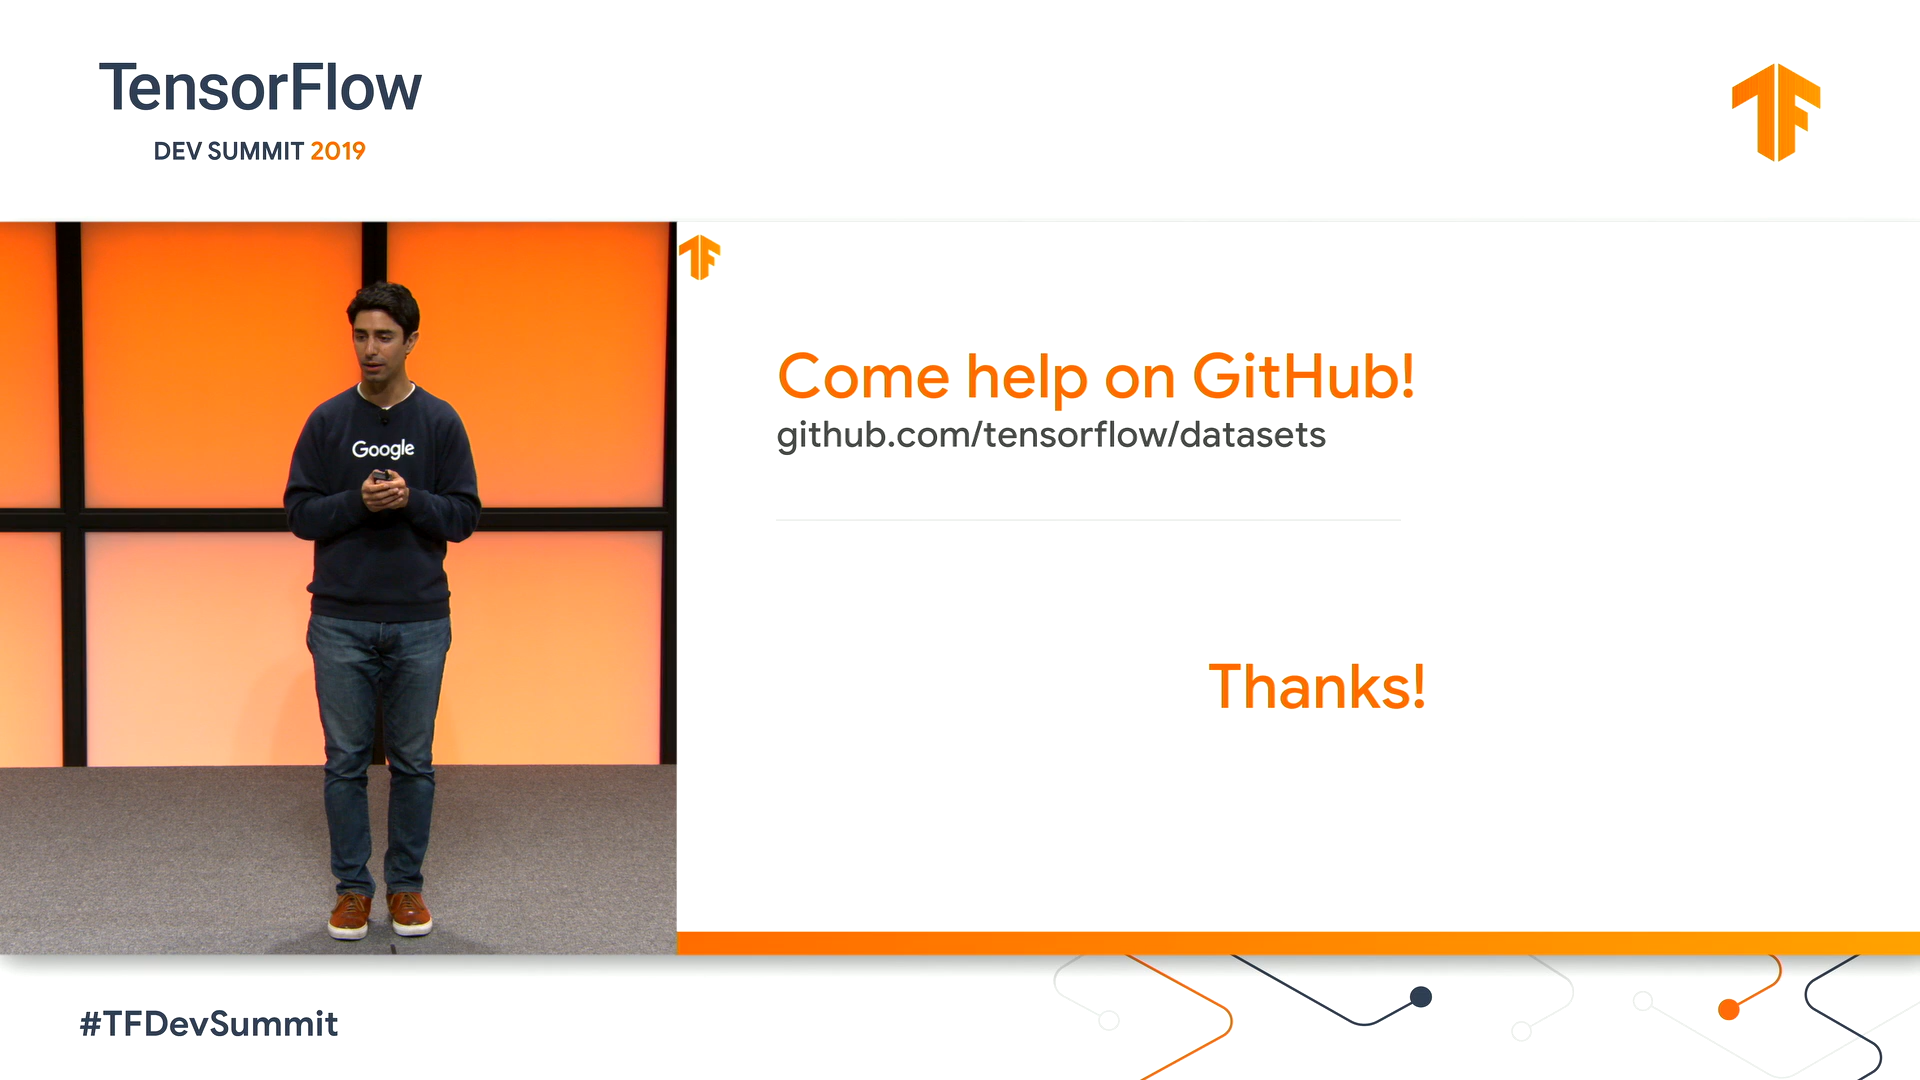 TensorFlow
DEV SUMMIT 2019
Google
Come help on GitHub!
github.com/tensorflow/datasets
Thanks!
#TFDevSummit